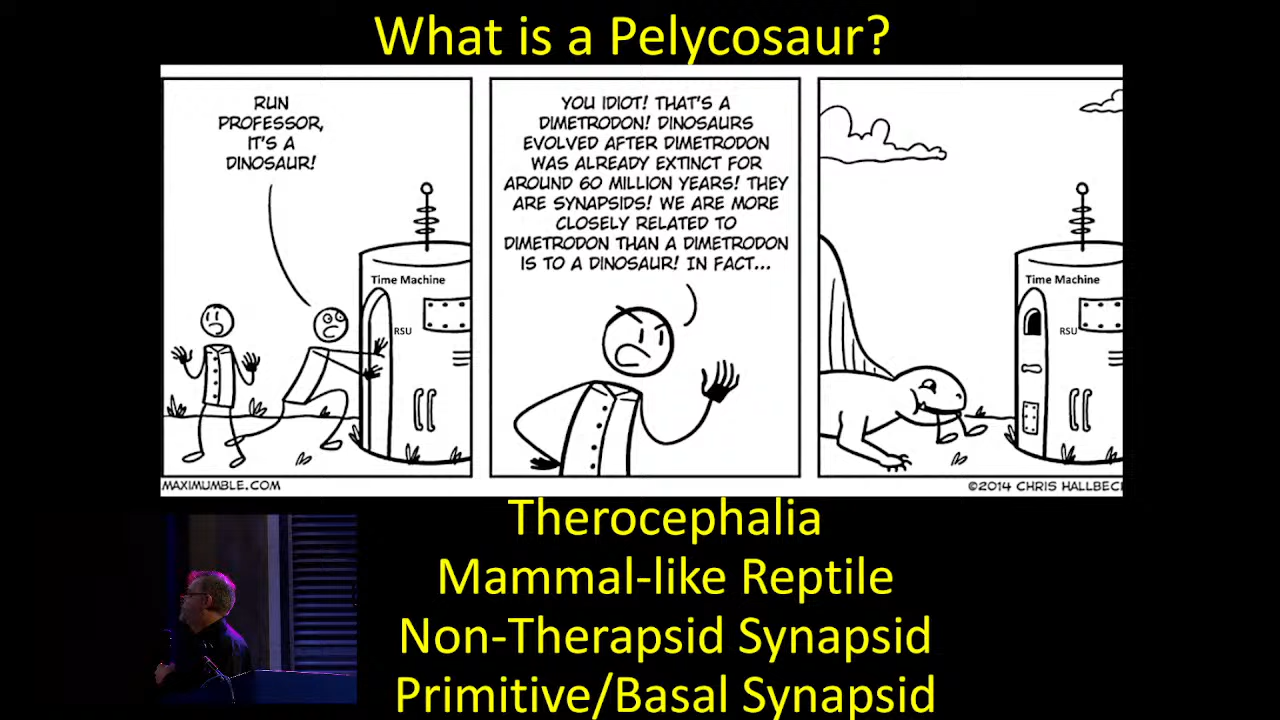 What is a Pelycosaur?
RUN
PROFESSOR,
IT'S A
DINOSAUR!
Time Machine
RSU
YOU IDIOT! THAT'S A
DIMETRODON! DINOSAURS
EVOLVED AFTER DIMETRODON
WAS ALREADY EXTINCT FOR
AROUND 60 MILLION YEARS! THEY
ARE SYNAPSIDS! WE ARE MORE
CLOSELY RELATED TO
DIMETRODON THAN A DIMETRODON
IS TO A DINOSAUR! IN FACT...
Time Machine
RSU
MAXIMUMBLE.COM
©2014 CHRIS HALLBECK
Therocephalia
Mammal-like Reptile
Non-Therapsid Synapsid
Primitive/Basal Synapsid